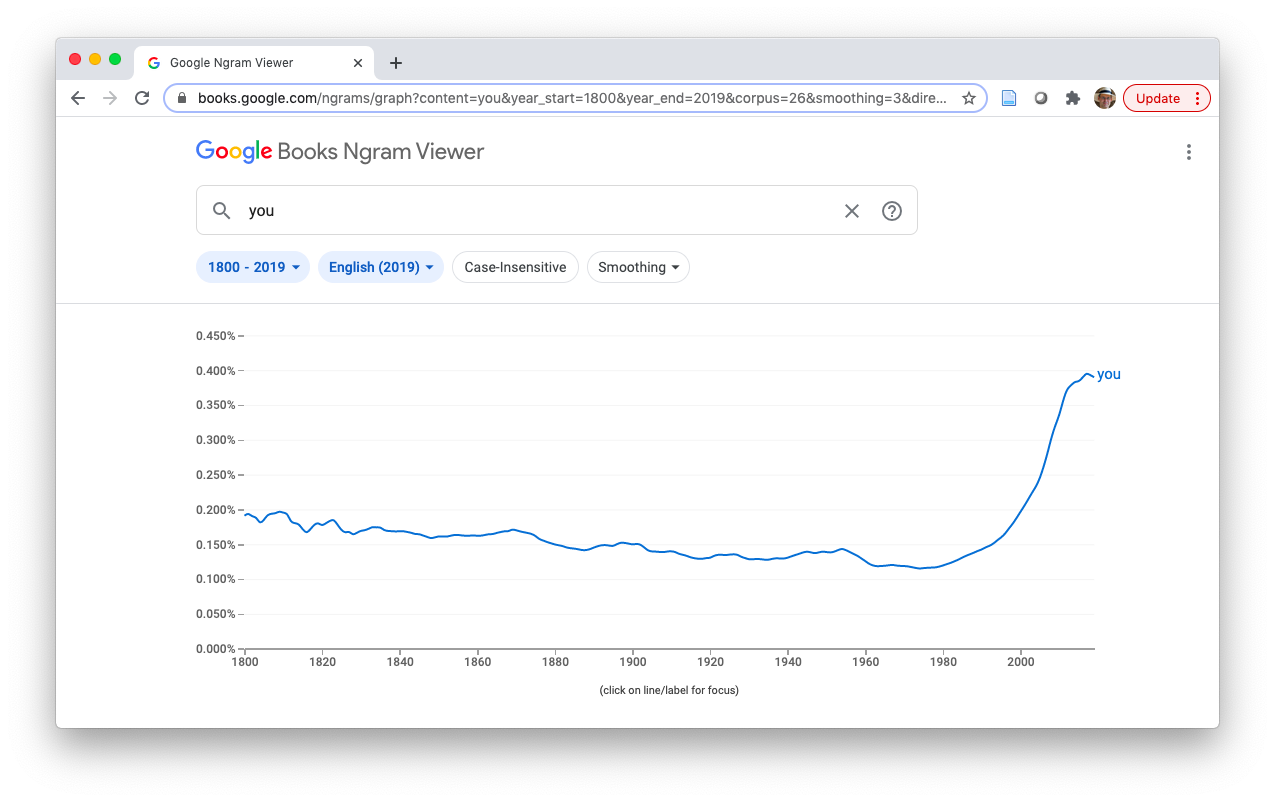 Google Ngram Viewer
books.google.com/ngrams/graph?content=you&year_start=1800&year_end=2019&corpus=26&smoothing=3&dire...
Update
Google Books Ngram Viewer
you
1800 - 2019
English (2019)
Case-Insensitive
Smoothing
0.450%
0.400%
you
0.350%
0.300%
0.250%
0.200%
0.150%
0.100%
0.050%
0.000%
1800 1820 1840 1860 1880 1900 1920 1940 1960 1980 2000
(click on line/label for focus)